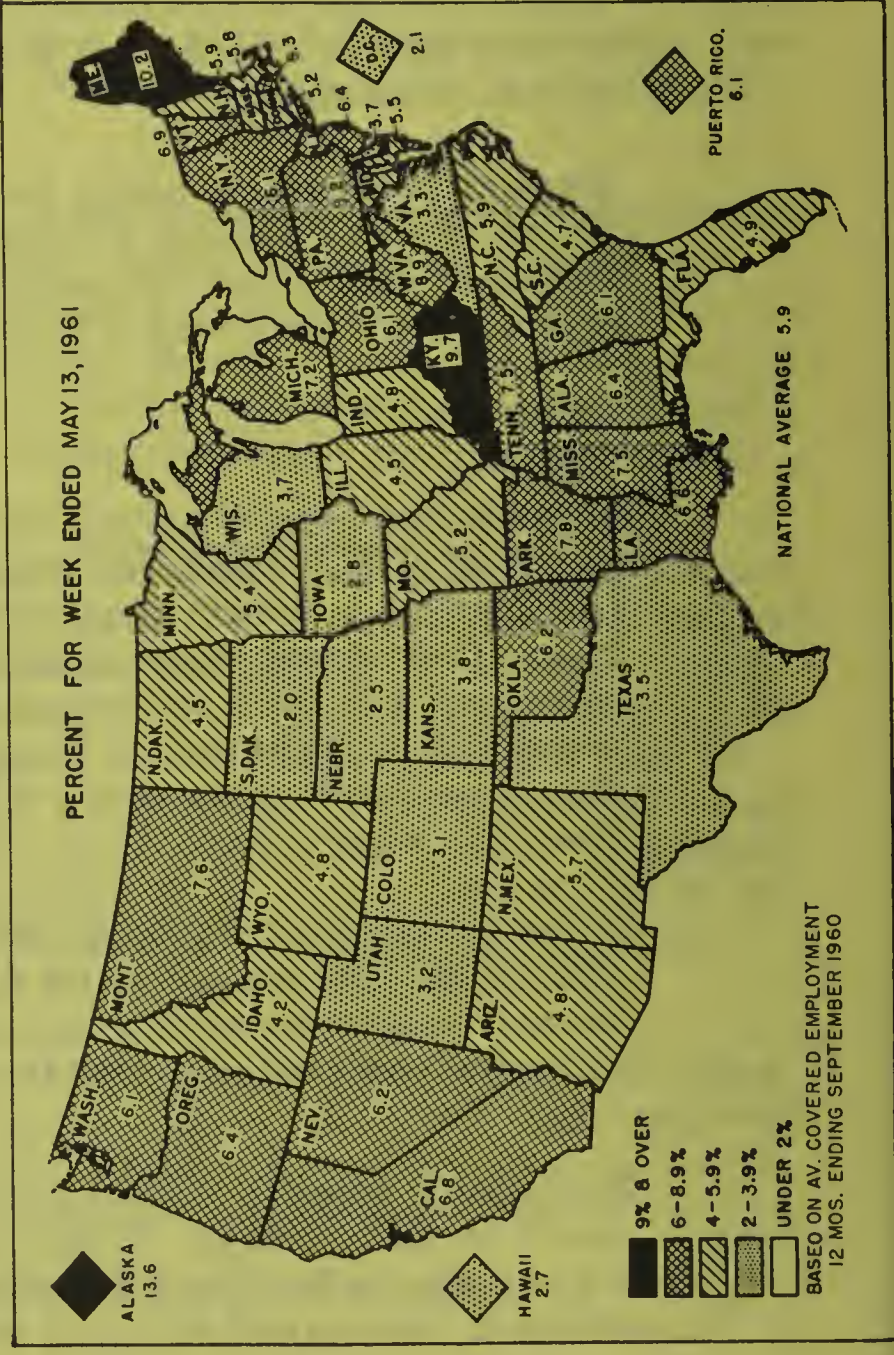 PERCENT FOR WEEK ENDED MAY 13, 1961
ALASKA
13.6
HAWAII
2.7
WASH.
6.1
OREG.
6.4
CAL.
6.8
NEV.
6.2
IDAHO
4.2
MONT.
7.6
WYO.
4.8
UTAH
3.2
COLO.
3.1
ARIZ.
4.8
N.MEX.
5.7
N.DAK.
4.5
S.DAK.
2.0
NEBR.
2.5
KANS.
3.8
OKLA.
6.2
TEXAS
3.5
MINN.
5.4
IOWA
2.8
MO.
5.2
ARK.
7.8
LA.
6.6
WIS.
3.7
ILL.
4.5
MICH.
7.2
IND.
4.8
OHIO
6.1
KY.
9.7
TENN. 7.5
MISS.
7.5
ALA.
6.4
GA.
6.1
FLA.
4.9
S.C.
4.7
N.C. 5.9
VA.
3.3
W.VA.
8.9
PA.
N.Y.
6.1
6.9
VT.
N.H.
ME.
10.2
5.9
5.8
6.3
5.2
6.4
3.7
5.5
D.C.
2.1
PUERTO RICO.
6.1
NATIONAL AVERAGE 5.9
9% & OVER
6-8.9%
4-5.9%
2-3.9%
UNDER 2%
BASED ON AV. COVERED EMPLOYMENT
12 MOS. ENDING SEPTEMBER 1960